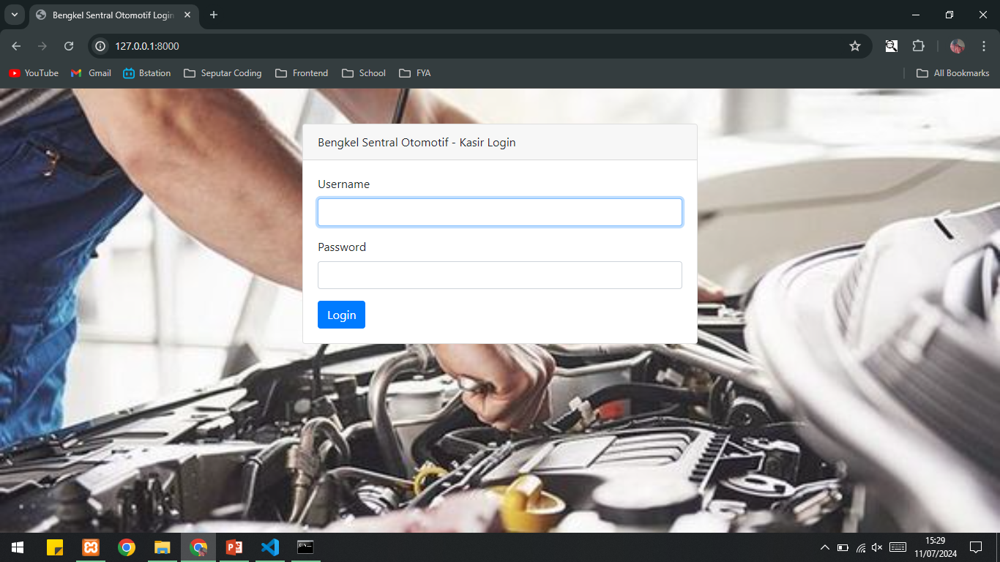 Bengkel Sentral Otomotif Login
127.0.0.1:8000
YouTube
Gmail
Bstation
Seputar Coding
Frontend
School
FYA
All Bookmarks
Bengkel Sentral Otomotif - Kasir Login
Username
Password
Login
15:29
11/07/2024